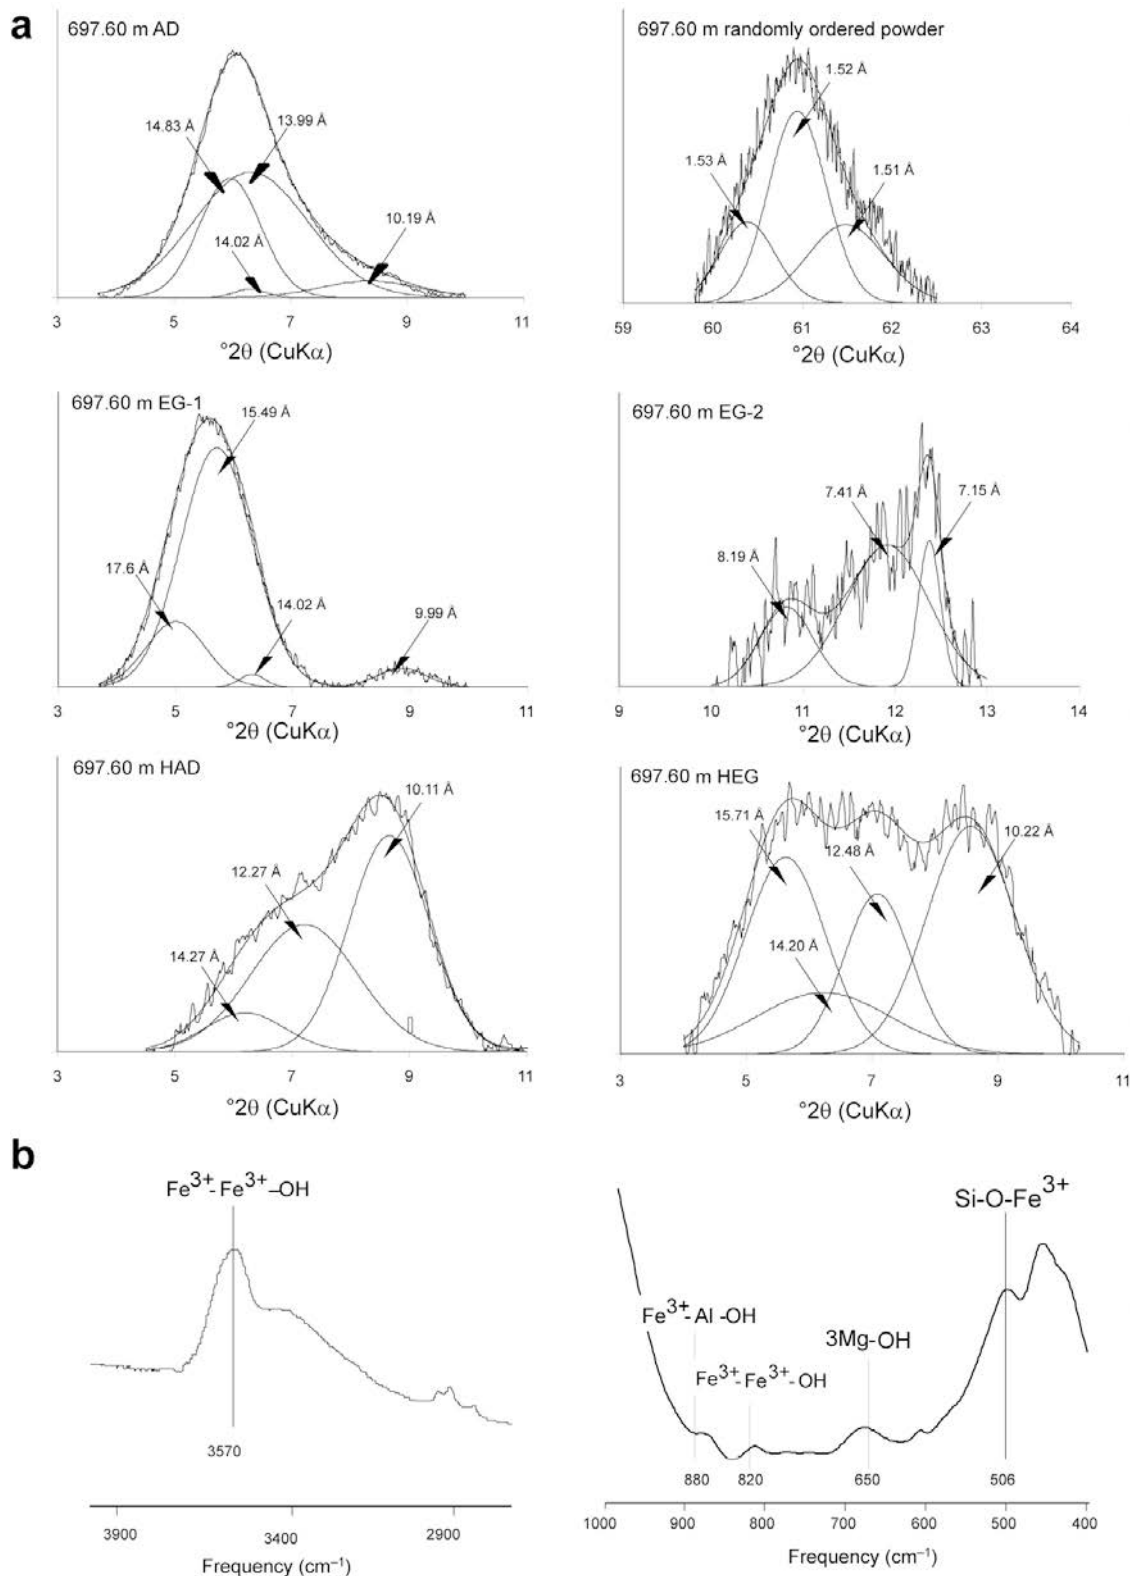 a
697.60 m AD
14.83 Å
13.99 Å
14.02 Å
10.19 Å
3 5 7 9 11
°2θ (CuKα)
697.60 m randomly ordered powder
1.52 Å
1.53 Å
1.51 Å
59 60 61 62 63 64
°2θ (CuKα)
697.60 m EG-1
15.49 Å
17.6 Å
14.02 Å
9.99 Å
3 5 7 9 11
°2θ (CuKα)
697.60 m EG-2
7.41 Å
7.15 Å
8.19 Å
9 10 11 12 13 14
°2θ (CuKα)
697.60 m HAD
10.11 Å
12.27 Å
14.27 Å
3 5 7 9 11
°2θ (CuKα)
697.60 m HEG
15.71 Å
12.48 Å
10.22 Å
14.20 Å
3 5 7 9 11
°2θ (CuKα)
b
Fe³⁺-Fe³⁺–OH
3570
3900 3400 2900
Frequency (cm⁻¹)
Si-O-Fe³⁺
Fe³⁺-Al -OH
3Mg-OH
Fe³⁺-Fe³⁺-OH
880 820 650 506
1000 900 800 700 600 500 400
Frequency (cm⁻¹)